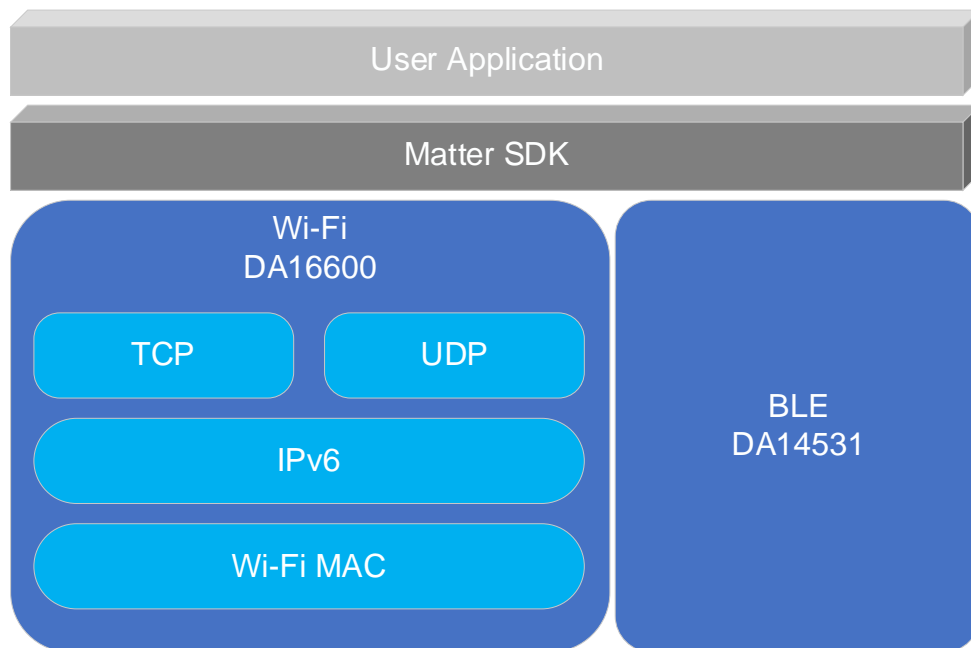 User Application
Matter SDK
Wi-Fi
DA16600
TCP
UDP
IPv6
Wi-Fi MAC
BLE
DA14531